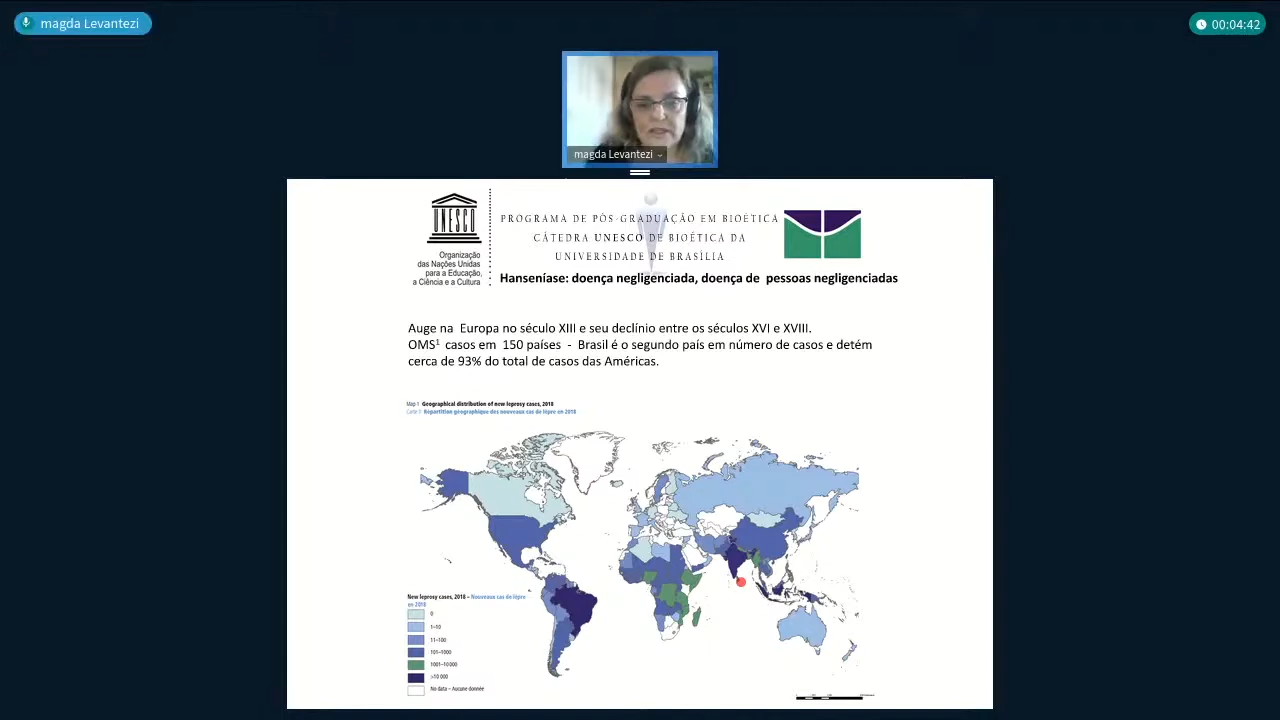 magda Levantezi
00:04:42
magda Levantezi
UNESCO
Organização
das Nações Unidas
para a Educação,
a Ciência e a Cultura
PROGRAMA DE PÓS-GRADUAÇÃO EM BIOÉTICA
CÁTEDRA UNESCO DE BIOÉTICA DA
UNIVERSIDADE DE BRASÍLIA
Hanseníase: doença negligenciada, doença de pessoas negligenciadas
Auge na Europa no século XIII e seu declínio entre os séculos XVI e XVIII.
OMS¹ casos em 150 países - Brasil é o segundo país em número de casos e detém
cerca de 93% do total de casos das Américas.
Map 1 Geographical distribution of new leprosy cases, 2018
Carte 1 Répartition géographique des nouveaux cas de lèpre en 2018
New leprosy cases, 2018 – Nouveaux cas de lèpre
en 2018
0
1–10
11–100
101–1000
1001–10 000
>10 000
No data – Aucune donnée